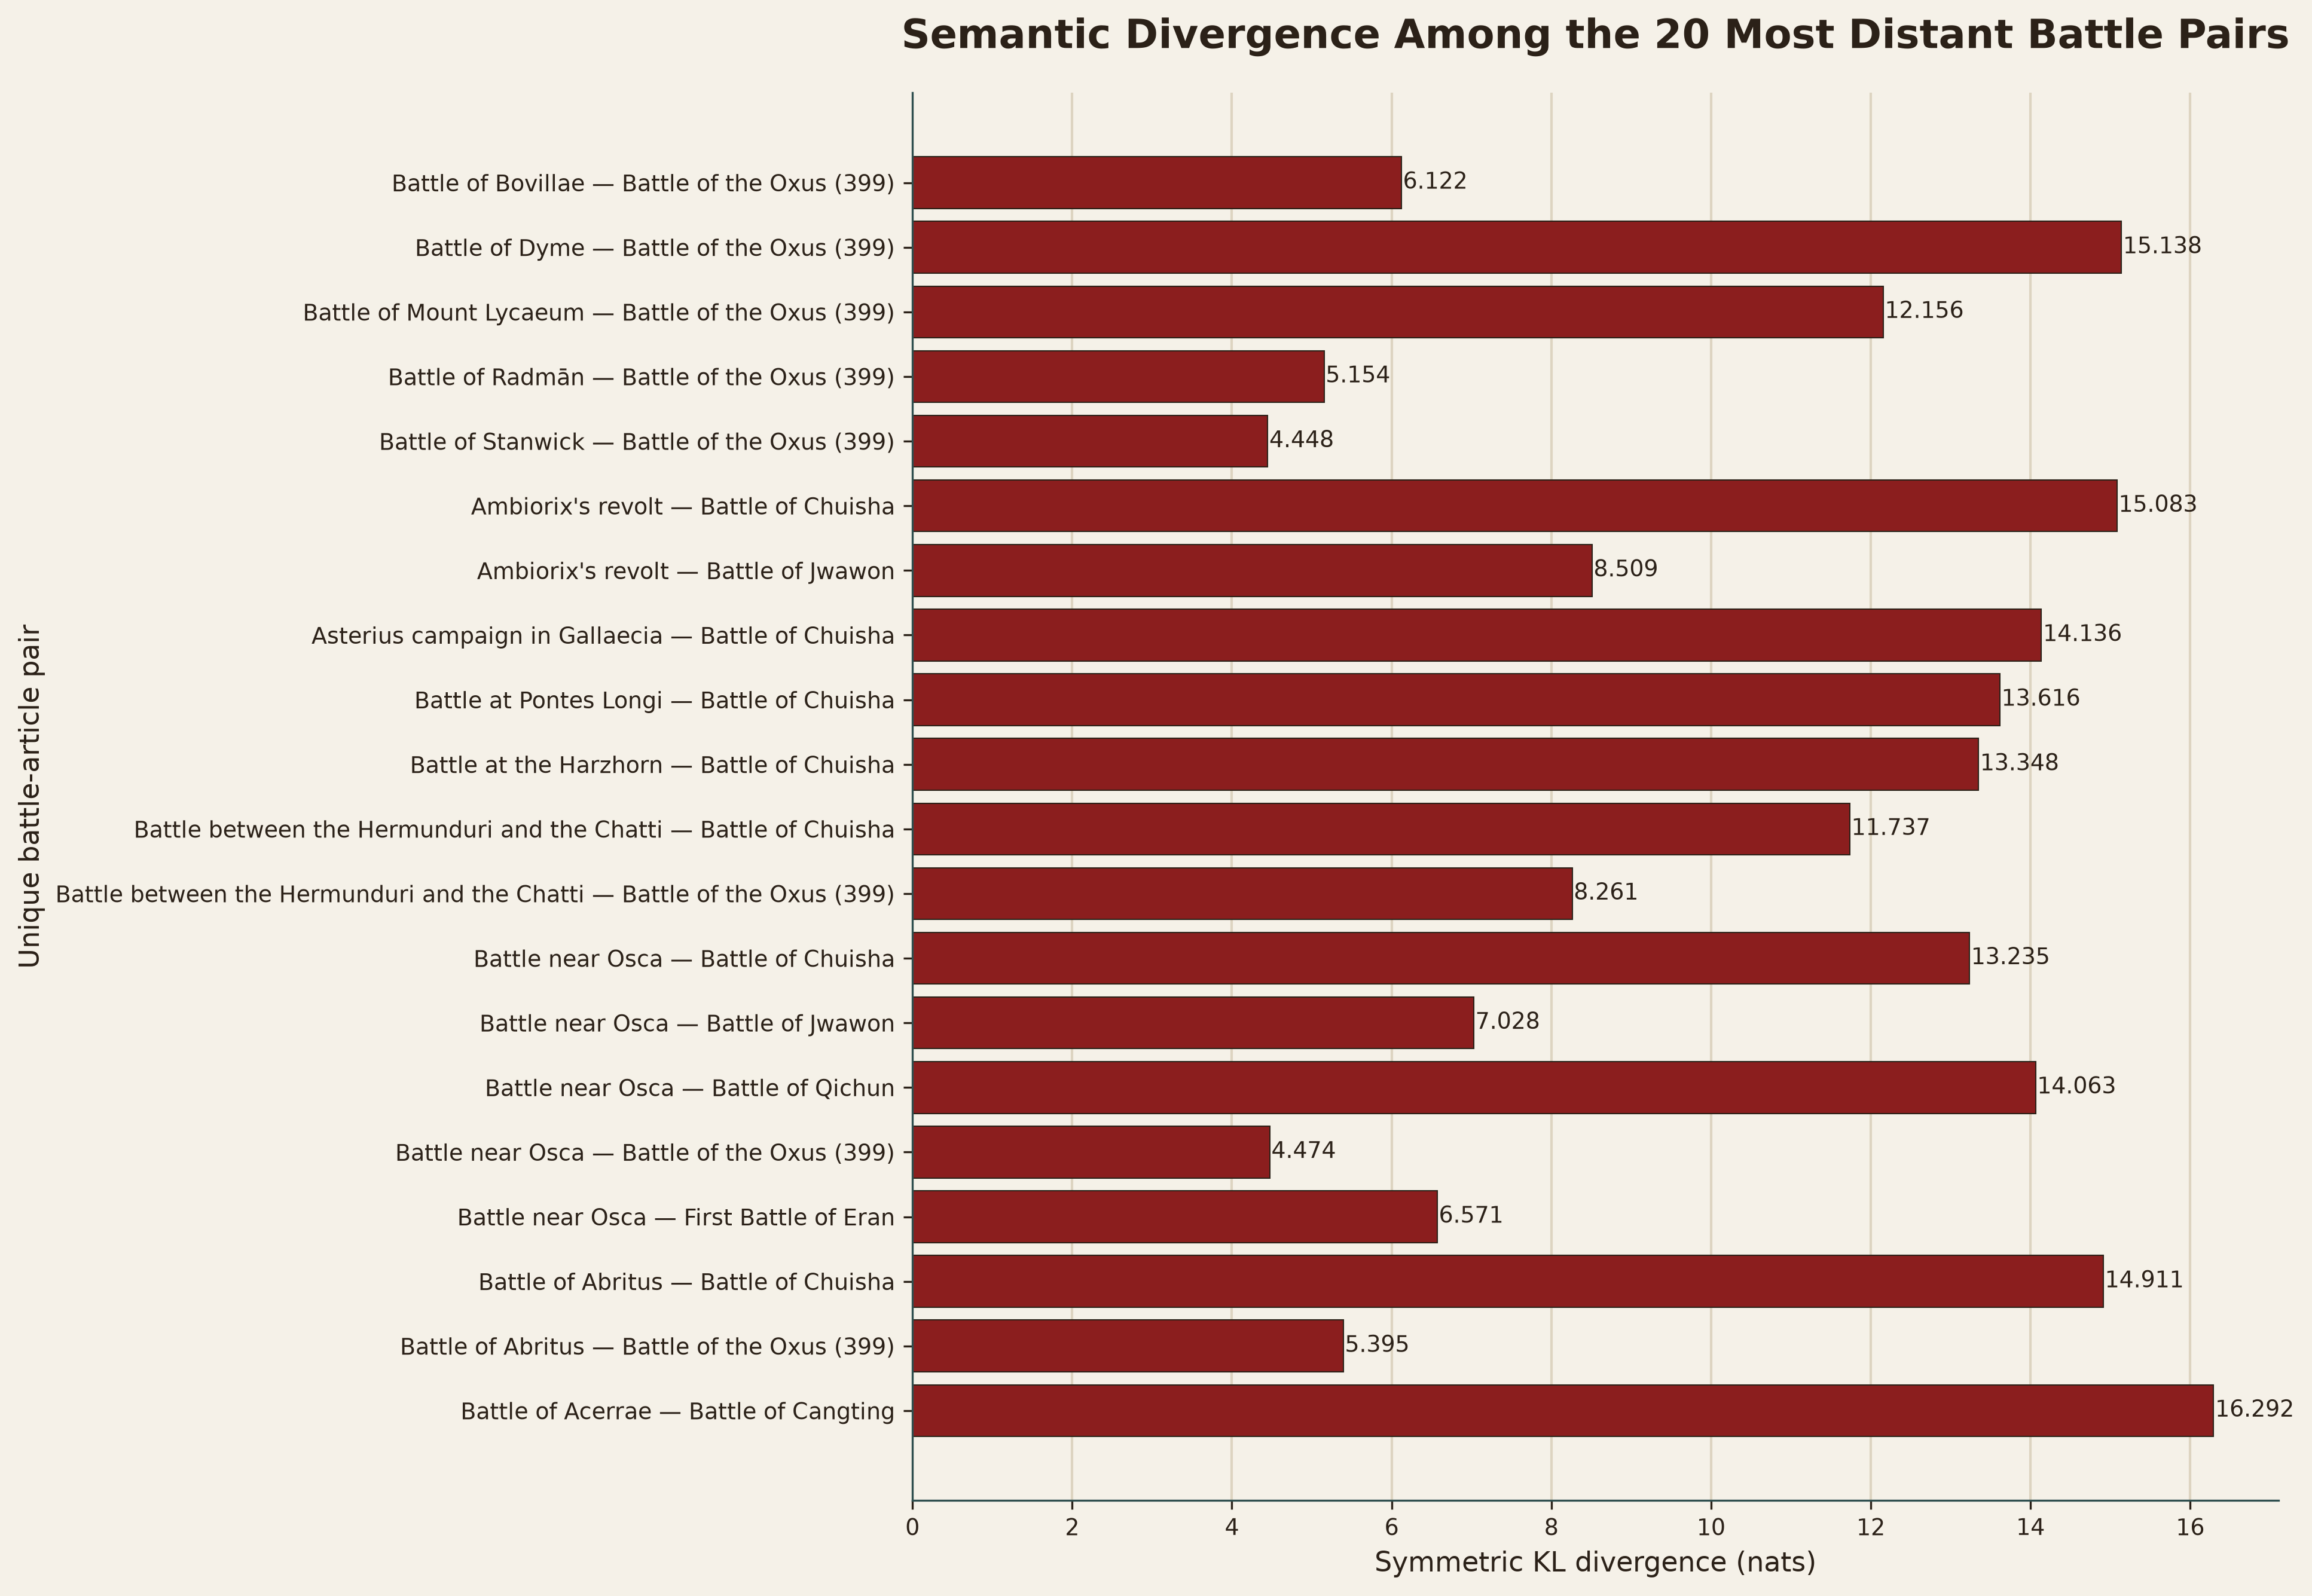 Semantic Divergence Among the 20 Most Distant Battle Pairs
Unique battle-article pair
Battle of Bovillae — Battle of the Oxus (399) 6.122
Battle of Dyme — Battle of the Oxus (399) 15.138
Battle of Mount Lycaeum — Battle of the Oxus (399) 12.156
Battle of Radmān — Battle of the Oxus (399) 5.154
Battle of Stanwick — Battle of the Oxus (399) 4.448
Ambiorix's revolt — Battle of Chuisha 15.083
Ambiorix's revolt — Battle of Jwawon 8.509
Asterius campaign in Gallaecia — Battle of Chuisha 14.136
Battle at Pontes Longi — Battle of Chuisha 13.616
Battle at the Harzhorn — Battle of Chuisha 13.348
Battle between the Hermunduri and the Chatti — Battle of Chuisha 11.737
Battle between the Hermunduri and the Chatti — Battle of the Oxus (399) 8.261
Battle near Osca — Battle of Chuisha 13.235
Battle near Osca — Battle of Jwawon 7.028
Battle near Osca — Battle of Qichun 14.063
Battle near Osca — Battle of the Oxus (399) 4.474
Battle near Osca — First Battle of Eran 6.571
Battle of Abritus — Battle of Chuisha 14.911
Battle of Abritus — Battle of the Oxus (399) 5.395
Battle of Acerrae — Battle of Cangting 16.292
0 2 4 6 8 10 12 14 16
Symmetric KL divergence (nats)